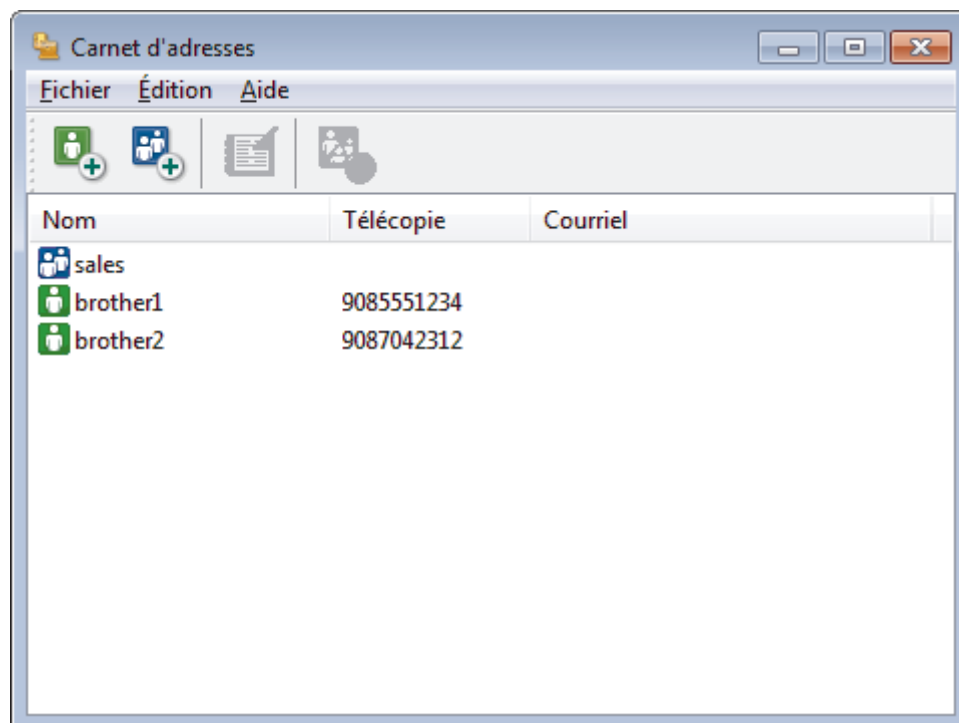 Carnet d'adresses
Fichier Édition Aide
Nom Télécopie Courriel
sales
brother1 9085551234
brother2 9087042312